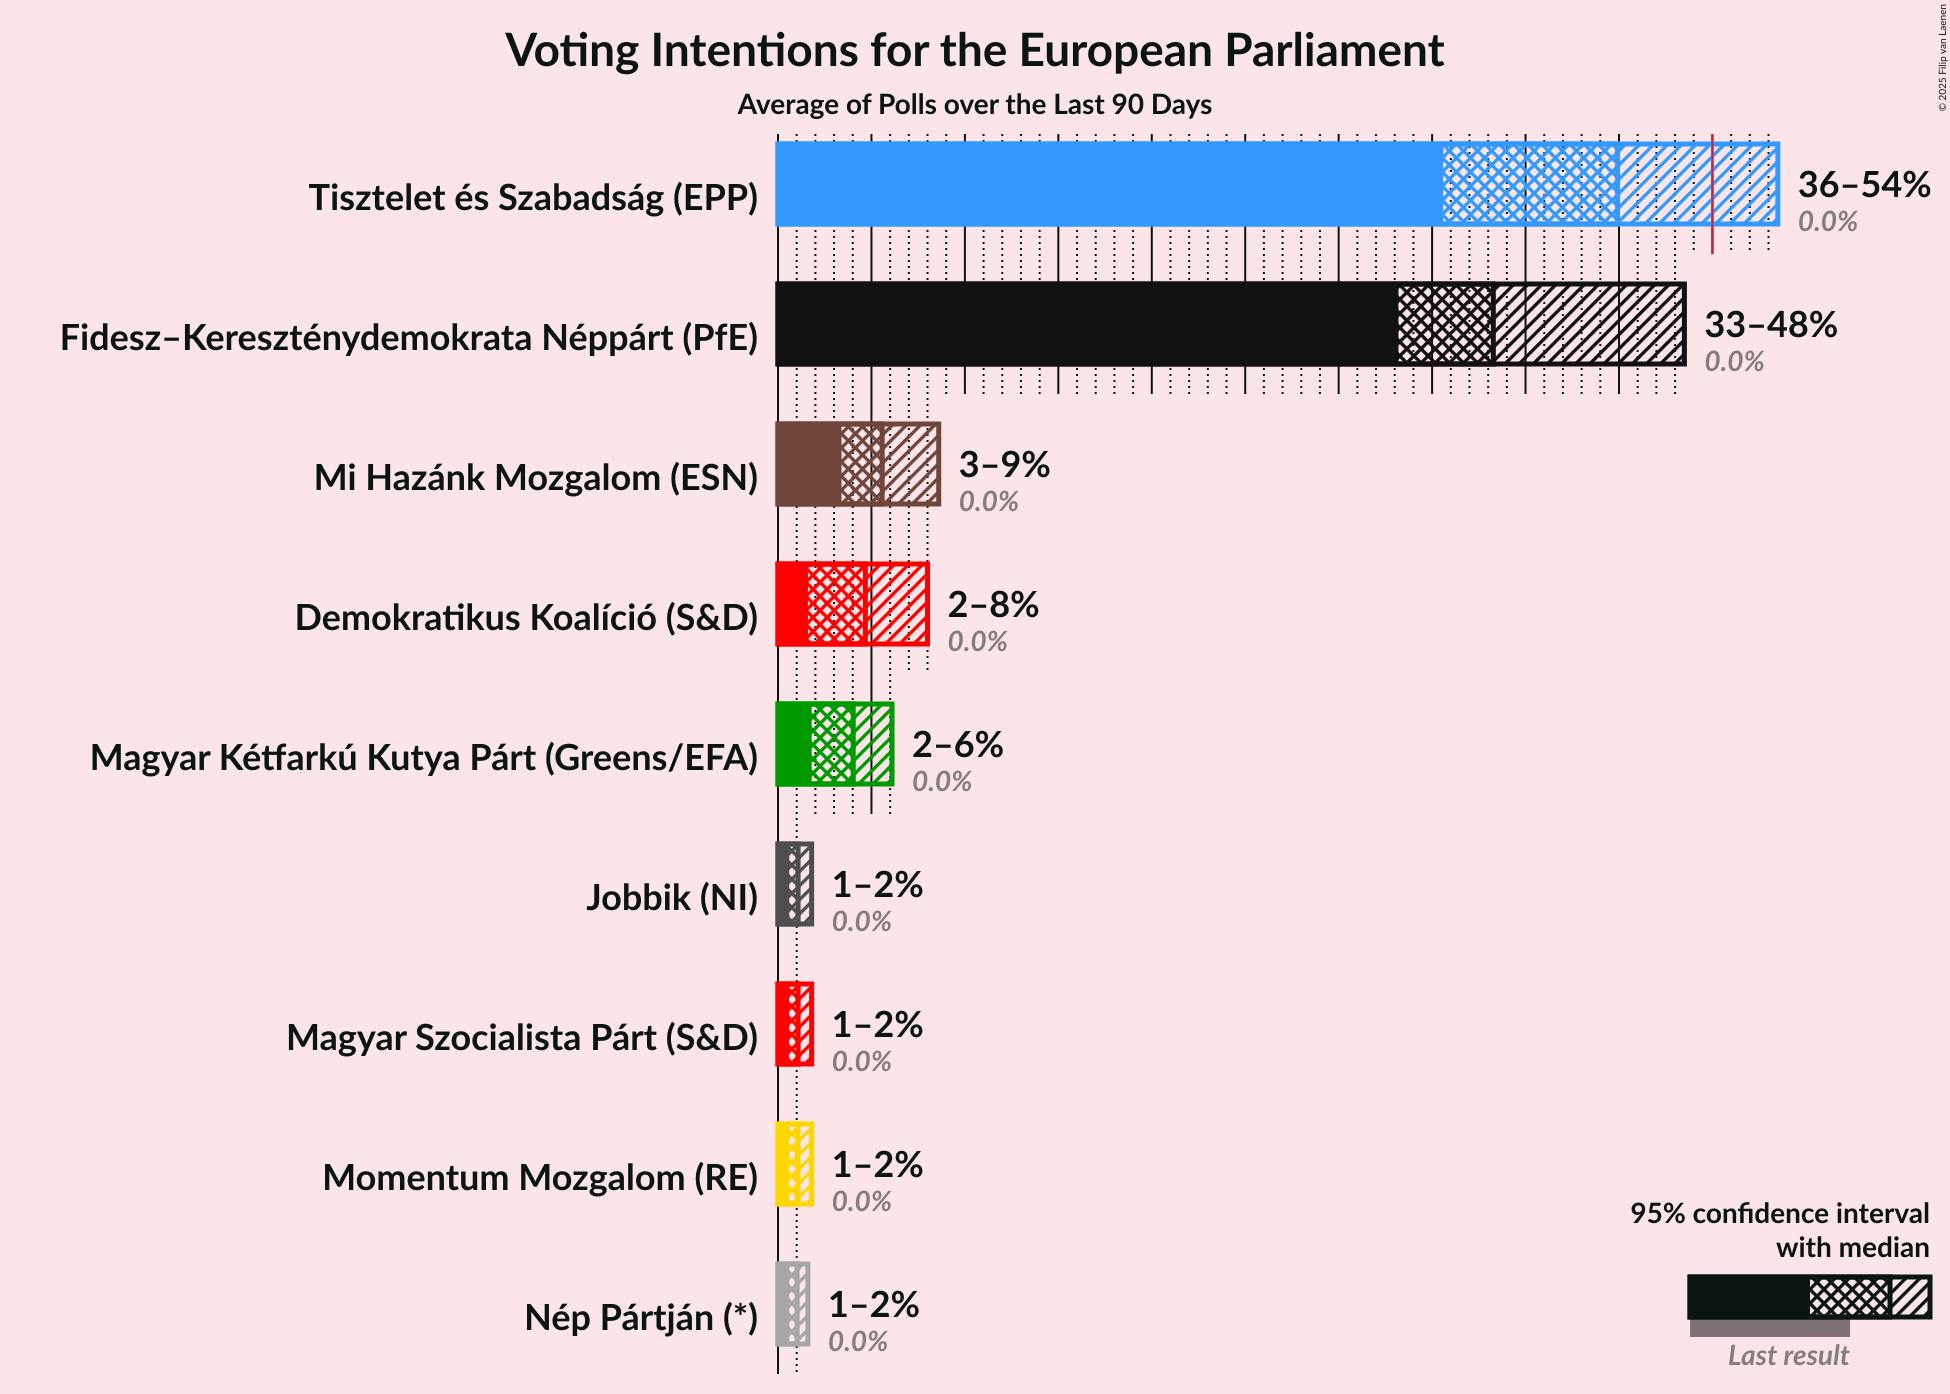 Voting Intentions for the European Parliament
Average of Polls over the Last 90 Days
© 2025 Filip van Laenen
Tisztelet és Szabadság (EPP)
36–54%
0.0%
Fidesz–Kereszténydemokrata Néppárt (PfE)
33–48%
0.0%
Mi Hazánk Mozgalom (ESN)
3–9%
0.0%
Demokratikus Koalíció (S&D)
2–8%
0.0%
Magyar Kétfarkú Kutya Párt (Greens/EFA)
2–6%
0.0%
Jobbik (NI)
1–2%
0.0%
Magyar Szocialista Párt (S&D)
1–2%
0.0%
Momentum Mozgalom (RE)
1–2%
0.0%
Nép Pártján (*)
1–2%
0.0%
95% confidence interval
with median
Last result